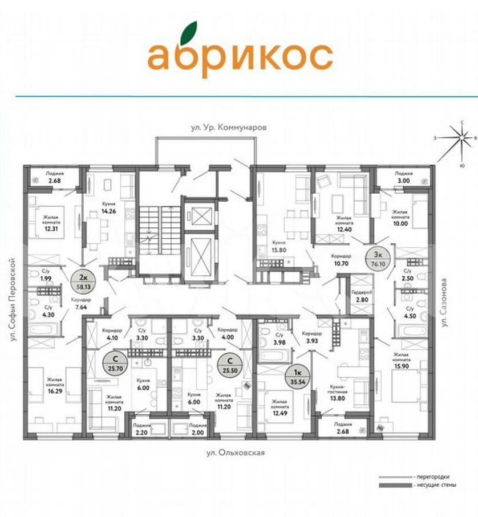 абрикос
ул. Ур. Коммунаров
С
Ю
ул. Софьи Перовской
ул. Сазонова
Лоджия
2.68
Кухня
14.26
Жилая
комната
12.31
С/у
1.99
2к
58.13
Коридор
7.64
С/у
4.30
Жилая
комната
16.29
Кухня
15.80
Жилая
комната
12.40
Лоджия
3.00
Жилая
комната
10.00
3к
76.10
Коридор
10.70
С/у
2.50
Гардероб
2.80
С/у
4.50
Жилая
комната
15.90
Коридор
4.10
С/у
3.30
С
25.70
Кухня
6.00
Жилая
комната
11.20
Лоджия
2.20
С/у
3.30
Коридор
4.00
С
25.50
Кухня
6.00
Жилая
комната
11.20
Лоджия
2.00
С/у
3.98
Коридор
3.93
1к
35.54
Жилая
комната
12.49
Кухня-
гостиная
13.80
Лоджия
2.68
ул. Ольховская
- перегородки
- несущие стены